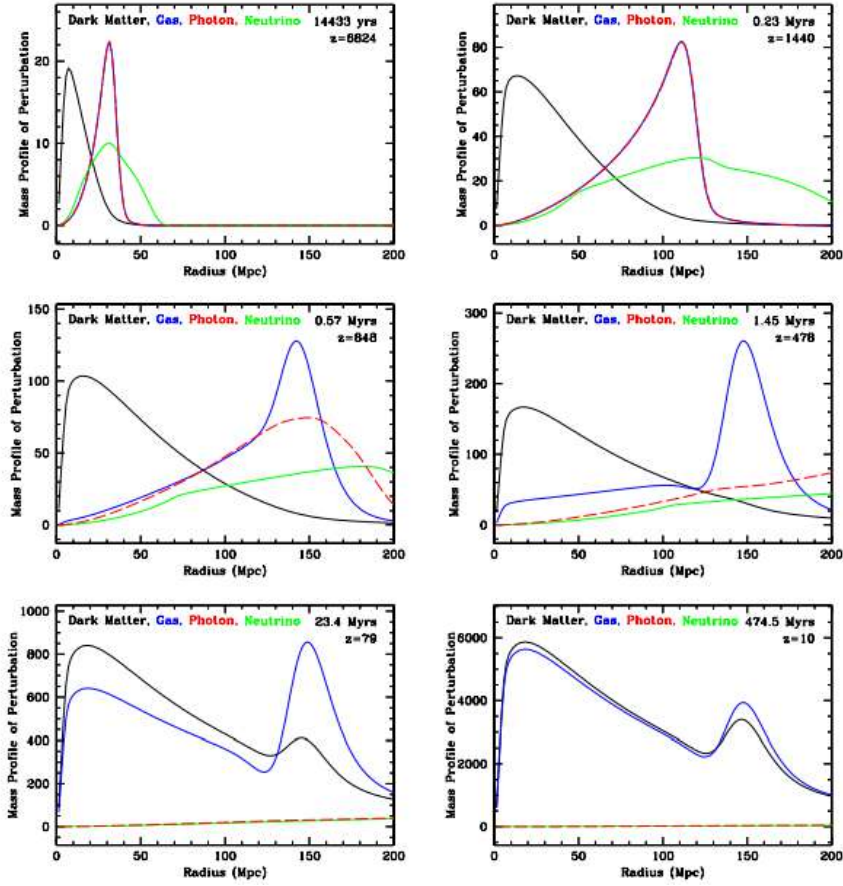 Dark Matter, Gas, Photon, Neutrino 14433 yrs
z=6824
Mass Profile of Perturbation
20
10
0
0 50 100 150 200
Radius (Mpc)
Dark Matter, Gas, Photon, Neutrino 0.23 Myrs
z=1440
Mass Profile of Perturbation
80
60
40
20
0
0 50 100 150 200
Radius (Mpc)
Dark Matter, Gas, Photon, Neutrino 0.57 Myrs
z=848
Mass Profile of Perturbation
150
100
50
0
0 50 100 150 200
Radius (Mpc)
Dark Matter, Gas, Photon, Neutrino 1.45 Myrs
z=478
Mass Profile of Perturbation
300
200
100
0
0 50 100 150 200
Radius (Mpc)
Dark Matter, Gas, Photon, Neutrino 23.4 Myrs
z=79
Mass Profile of Perturbation
1000
800
600
400
200
0
0 50 100 150 200
Radius (Mpc)
Dark Matter, Gas, Photon, Neutrino 474.5 Myrs
z=10
Mass Profile of Perturbation
6000
4000
2000
0
0 50 100 150 200
Radius (Mpc)